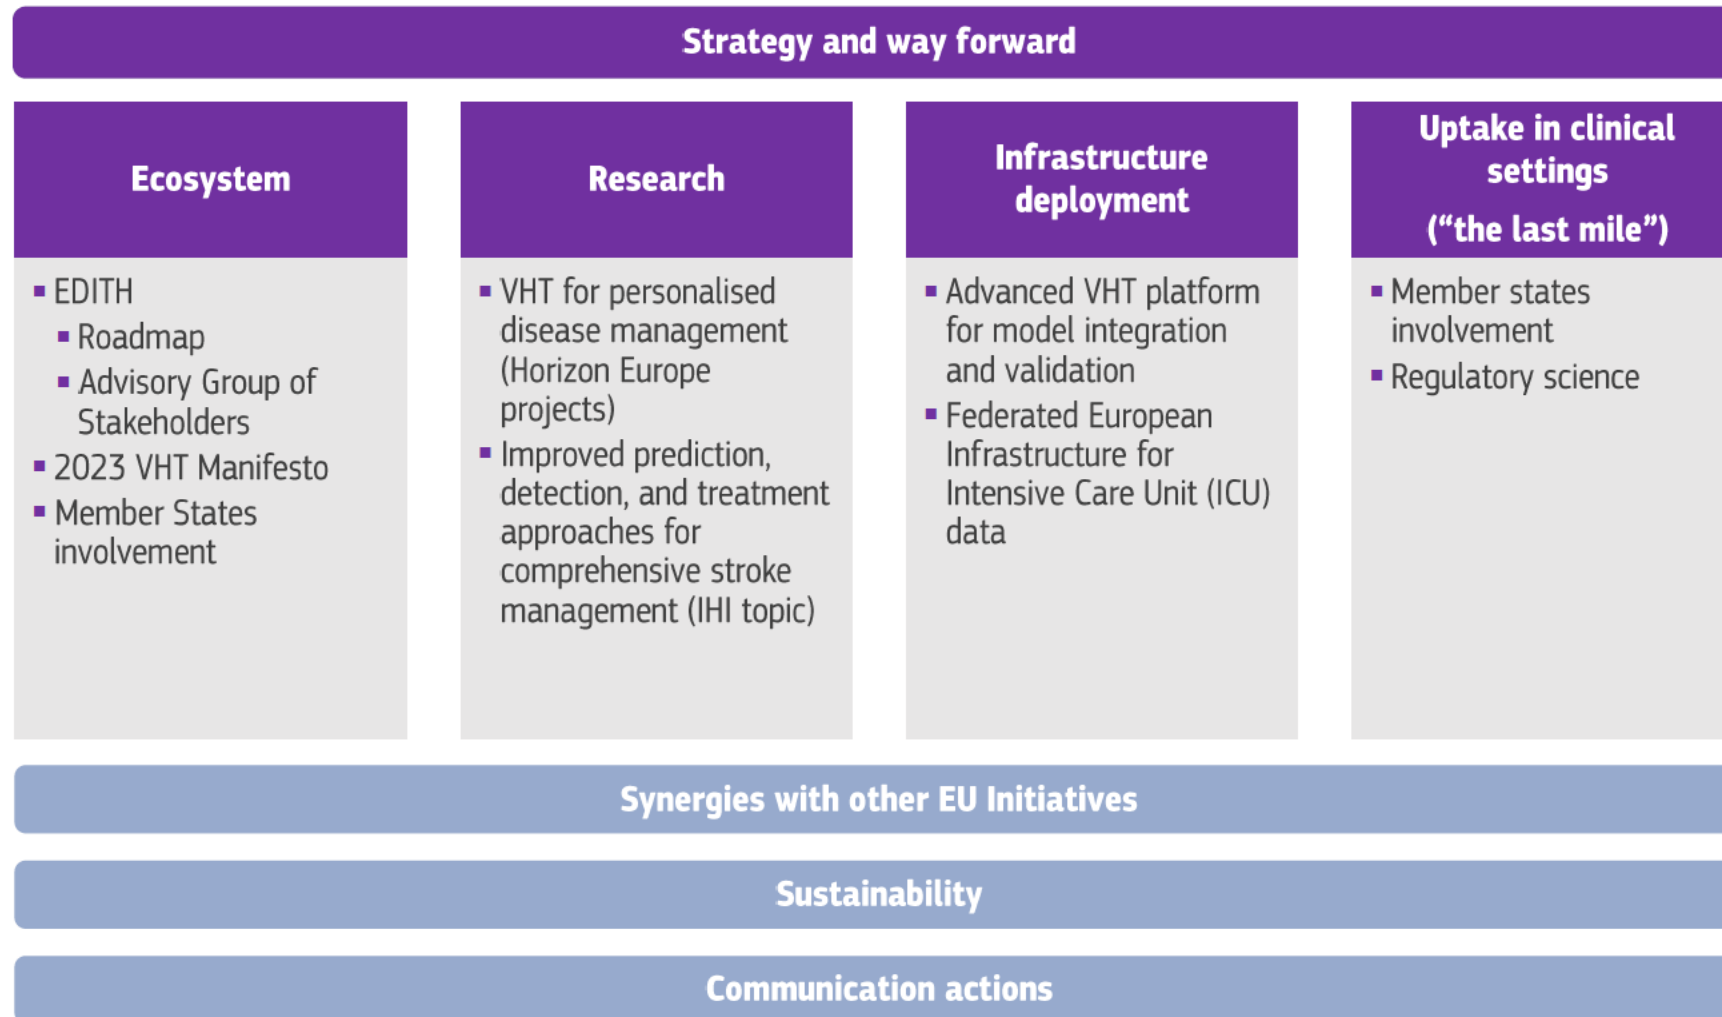 Strategy and way forward
Ecosystem
▪ EDITH
▪ Roadmap
▪ Advisory Group of
Stakeholders
▪ 2023 VHT Manifesto
▪ Member States
involvement
Research
▪ VHT for personalised
disease management
(Horizon Europe
projects)
▪ Improved prediction,
detection, and treatment
approaches for
comprehensive stroke
management (IHI topic)
Infrastructure
deployment
▪ Advanced VHT platform
for model integration
and validation
▪ Federated European
Infrastructure for
Intensive Care Unit (ICU)
data
Uptake in clinical
settings
(“the last mile”)
▪ Member states
involvement
▪ Regulatory science
Synergies with other EU Initiatives
Sustainability
Communication actions